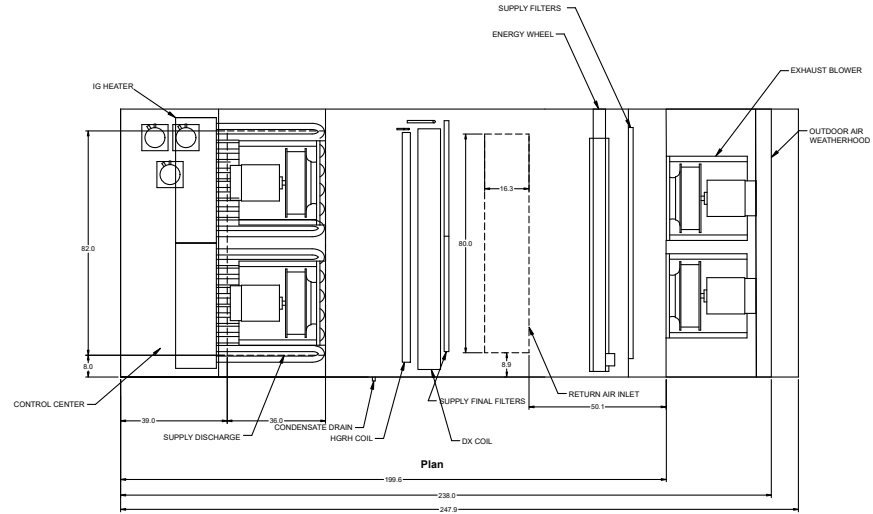 SUPPLY FILTERS
ENERGY WHEEL
EXHAUST BLOWER
IG HEATER
OUTDOOR AIR
WEATHERHOOD
16.3
82.0
80.0
8.0
8.9
CONTROL CENTER
39.0
36.0
SUPPLY DISCHARGE
CONDENSATE DRAIN
HGRH COIL
SUPPLY FINAL FILTERS
DX COIL
RETURN AIR INLET
50.1
Plan
199.6
238.0
247.9